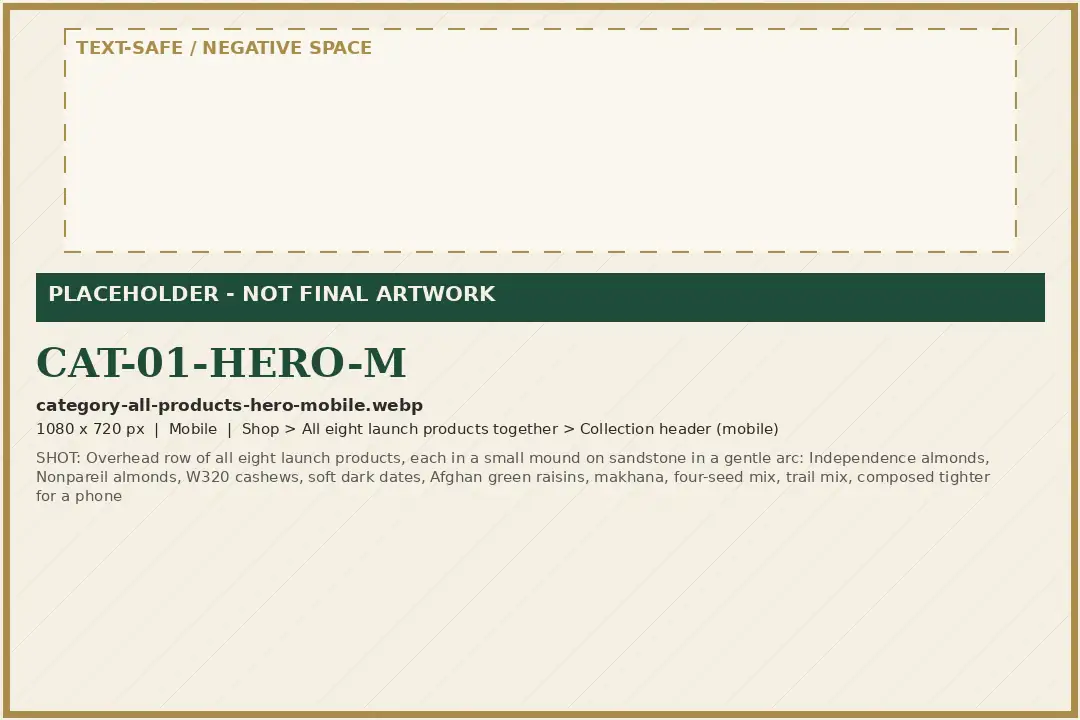 TEXT-SAFE / NEGATIVE SPACE
PLACEHOLDER - NOT FINAL ARTWORK
CAT-01-HERO-M
category-all-products-hero-mobile.webp
1080 x 720 px  |  Mobile  |  Shop > All eight launch products together > Collection header (mobile)
SHOT: Overhead row of all eight launch products, each in a small mound on sandstone in a gentle arc: Independence almonds,
Nonpareil almonds, W320 cashews, soft dark dates, Afghan green raisins, makhana, four-seed mix, trail mix, composed tighter
for a phone